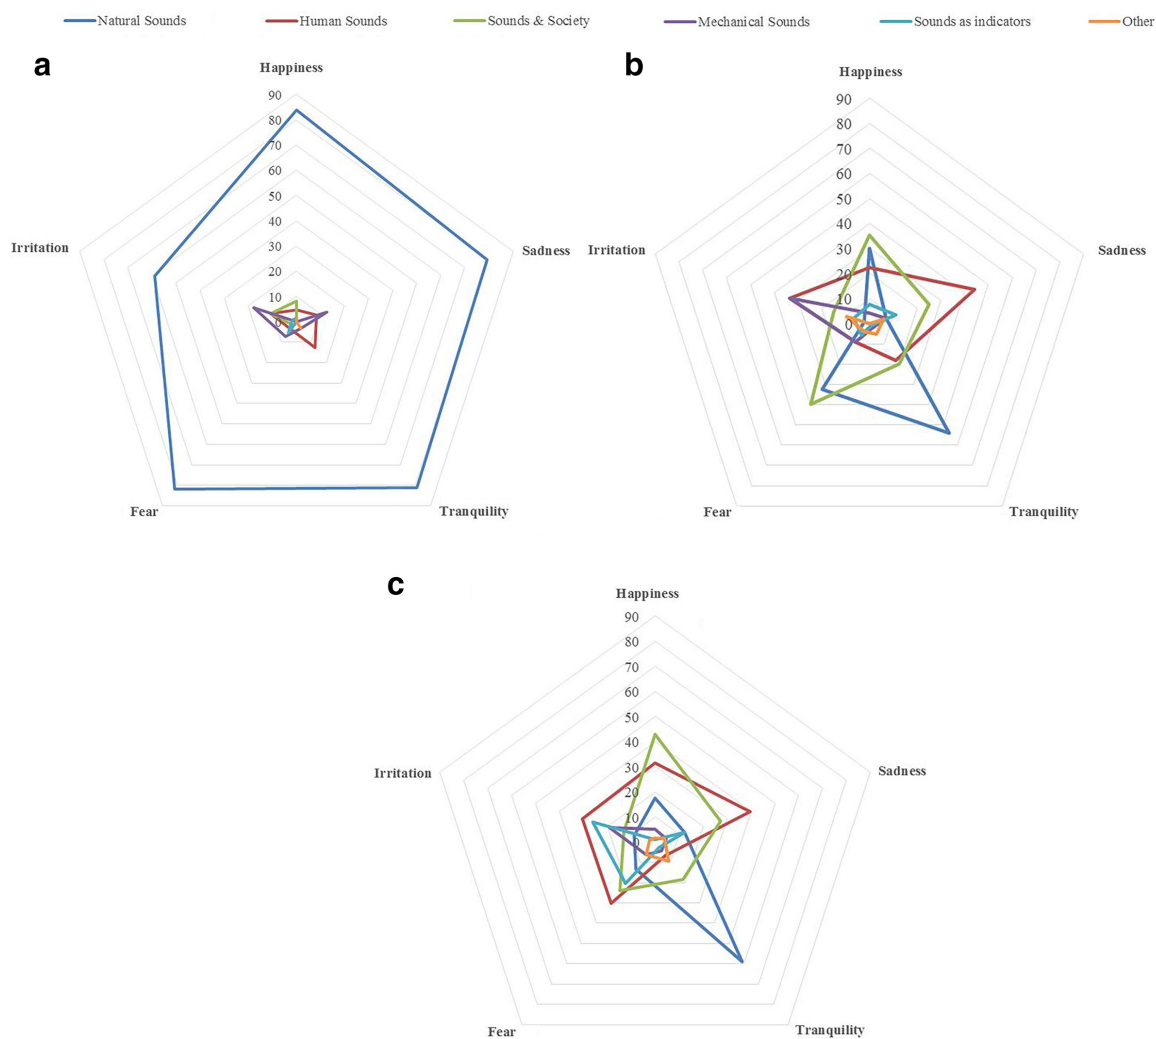 Natural Sounds Human Sounds Sounds & Society Mechanical Sounds Sounds as indicators Other
a
Happiness
90
80
70
60
50
40
30
20
10
0
Irritation
Sadness
Fear
Tranquility
b
Happiness
90
80
70
60
50
40
30
20
10
0
Irritation
Sadness
Fear
Tranquility
c
Happiness
90
80
70
60
50
40
30
20
10
0
Irritation
Sadness
Fear
Tranquility